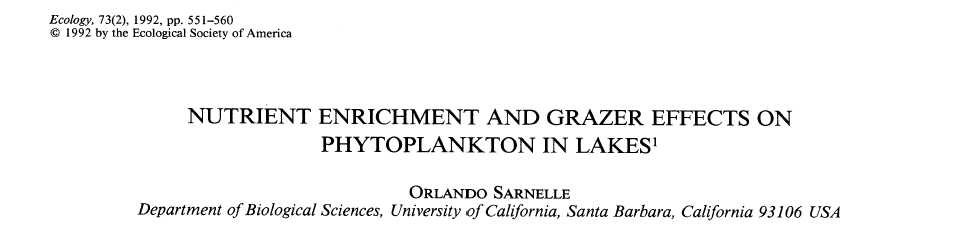 Ecology, 73(2), 1992, pp. 551–560
© 1992 by the Ecological Society of America
NUTRIENT ENRICHMENT AND GRAZER EFFECTS ON
PHYTOPLANKTON IN LAKES¹
ORLANDO SARNELLE
Department of Biological Sciences, University of California, Santa Barbara, California 93106 USA